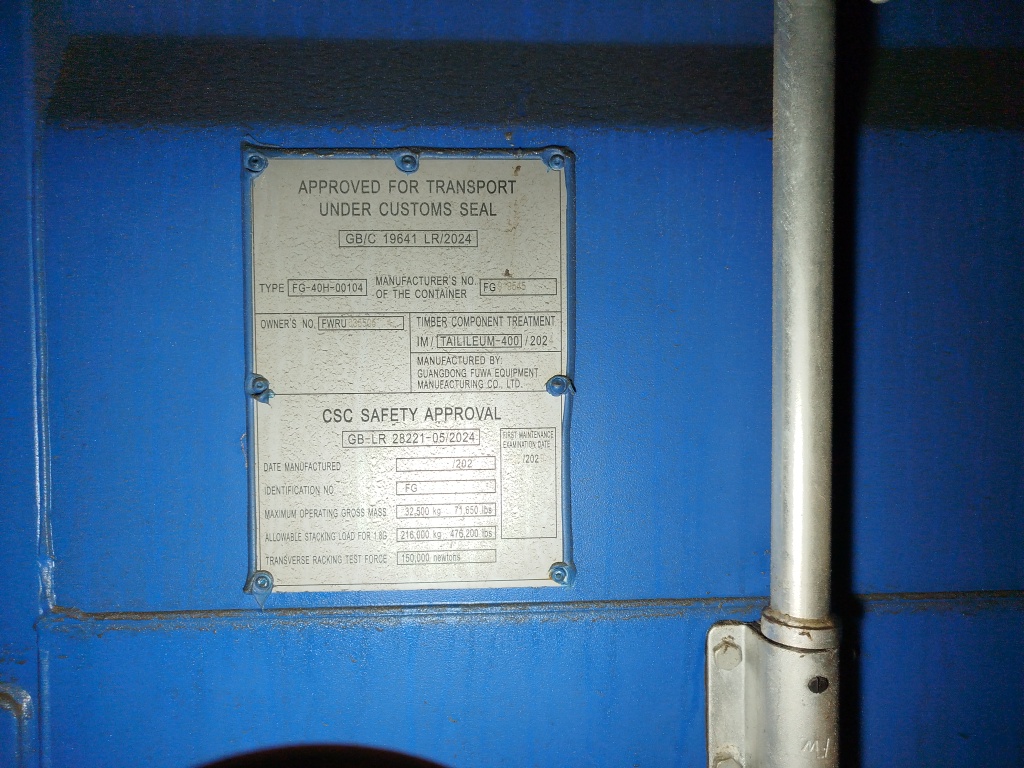 APPROVED FOR TRANSPORT
UNDER CUSTOMS SEAL
GB/C 19641 LR/2024
TYPE FG-40H-00104
MANUFACTURER'S NO.
OF THE CONTAINER
FG
OWNER'S NO. FWRU
TIMBER COMPONENT TREATMENT
IM/ TAILILEUM-400 /202
MANUFACTURED BY:
GUANGDONG FUWA EQUIPMENT
MANUFACTURING CO., LTD.
CSC SAFETY APPROVAL
GB-LR 28221-05/2024
FIRST MAINTENANCE
EXAMINATION DATE
/202
DATE MANUFACTURED /202
IDENTIFICATION NO. FG
MAXIMUM OPERATING GROSS MASS 32,500 kg 71,650 lbs
ALLOWABLE STACKING LOAD FOR 1.8G 216,000 kg 476,200 lbs
TRANSVERSE RACKING TEST FORCE 150,000 newtons
FW